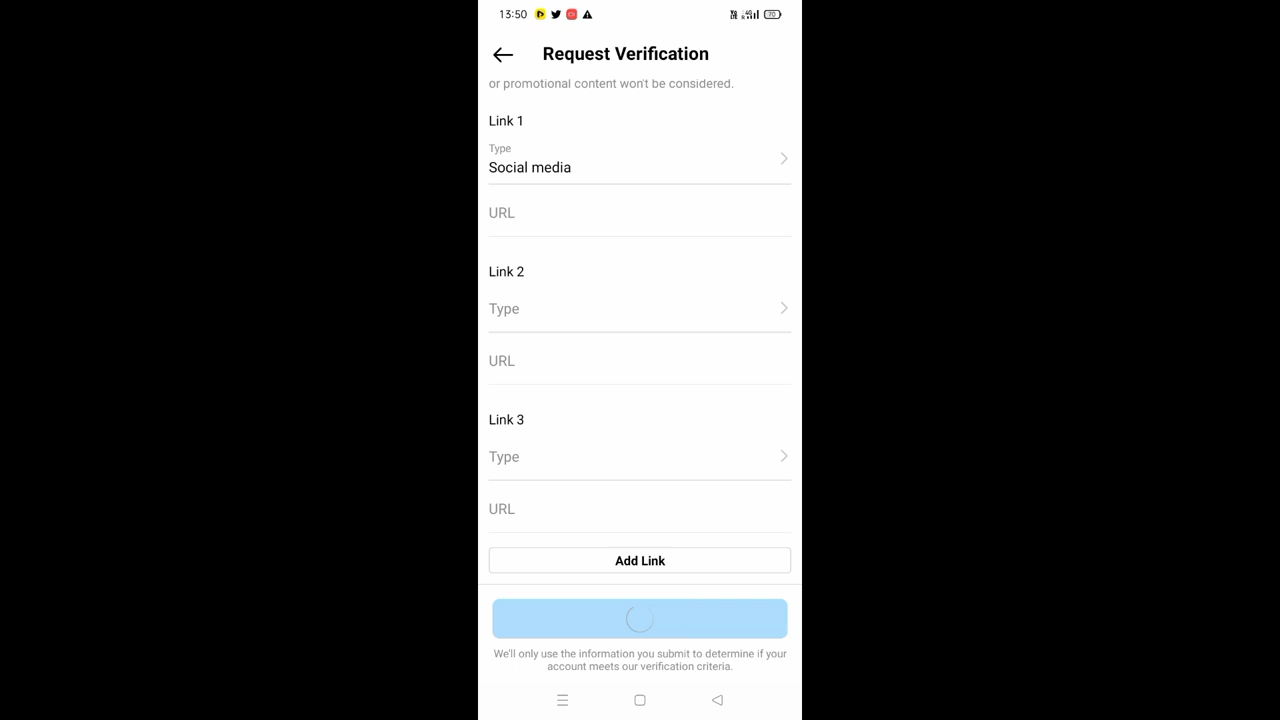 13:50
70
Request Verification
or promotional content won't be considered.
Link 1
Type
Social media
URL
Link 2
Type
URL
Link 3
Type
URL
Add Link
We'll only use the information you submit to determine if your
account meets our verification criteria.